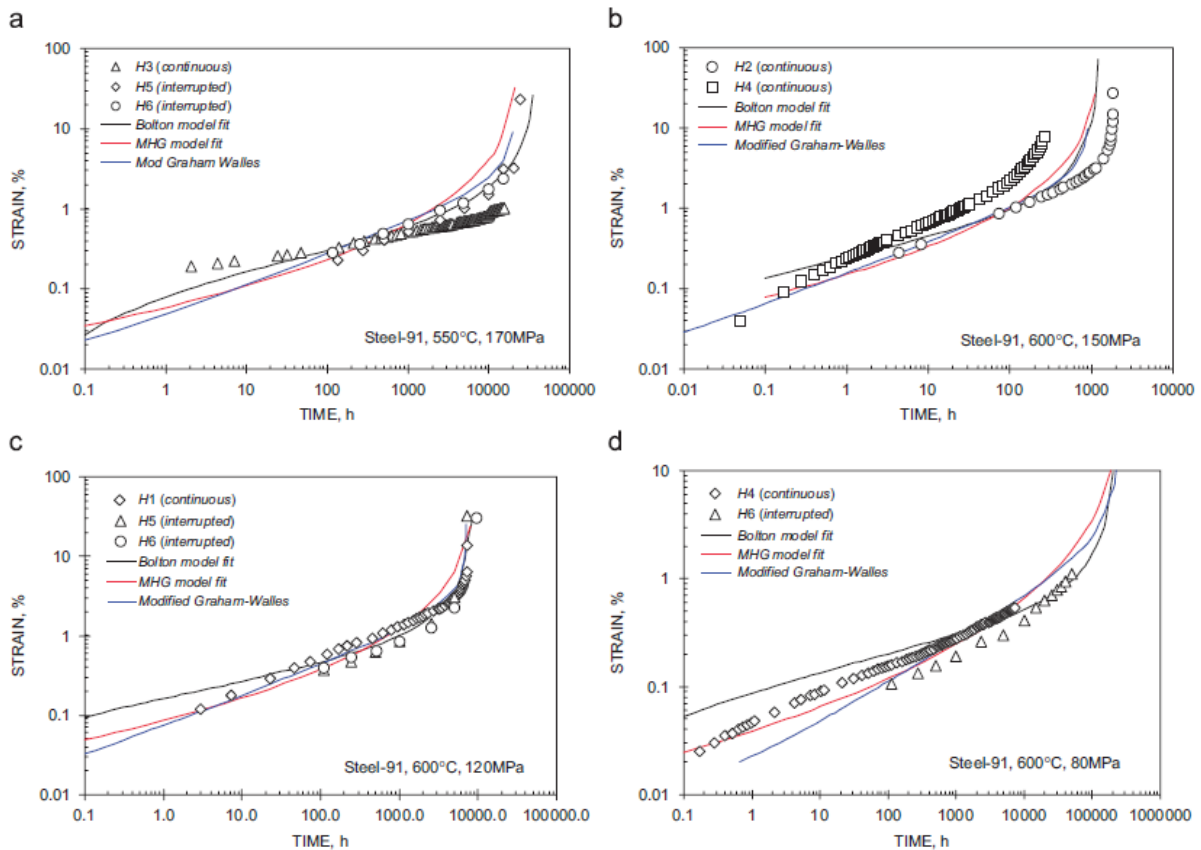 a
100
10
1
0.1
0.01
STRAIN, %
H3 (continuous)
H5 (interrupted)
H6 (interrupted)
Bolton model fit
MHG model fit
Mod Graham Walles
Steel-91, 550°C, 170MPa
0.1 1.0 10 100 1000 10000 100000
TIME, h
b
100
10
1
0.1
0.01
STRAIN, %
H2 (continuous)
H4 (continuous)
Bolton model fit
MHG model fit
Modified Graham-Walles
Steel-91, 600°C, 150MPa
0.01 0.1 1 10 100 1000 10000
TIME, h
c
100
10
1
0.1
0.01
STRAIN, %
H1 (continuous)
H5 (interrupted)
H6 (interrupted)
Bolton model fit
MHG model fit
Modified Graham-Walles
Steel-91, 600°C, 120MPa
0.1 1.0 10.0 100.0 1000.0 10000.0 100000.0
TIME, h
d
10
1
0.1
0.01
STRAIN, %
H4 (continuous)
H6 (interrupted)
Bolton model fit
MHG model fit
Modified Graham-Walles
Steel-91, 600°C, 80MPa
0.1 1 10 100 1000 10000 100000 1000000
TIME, h